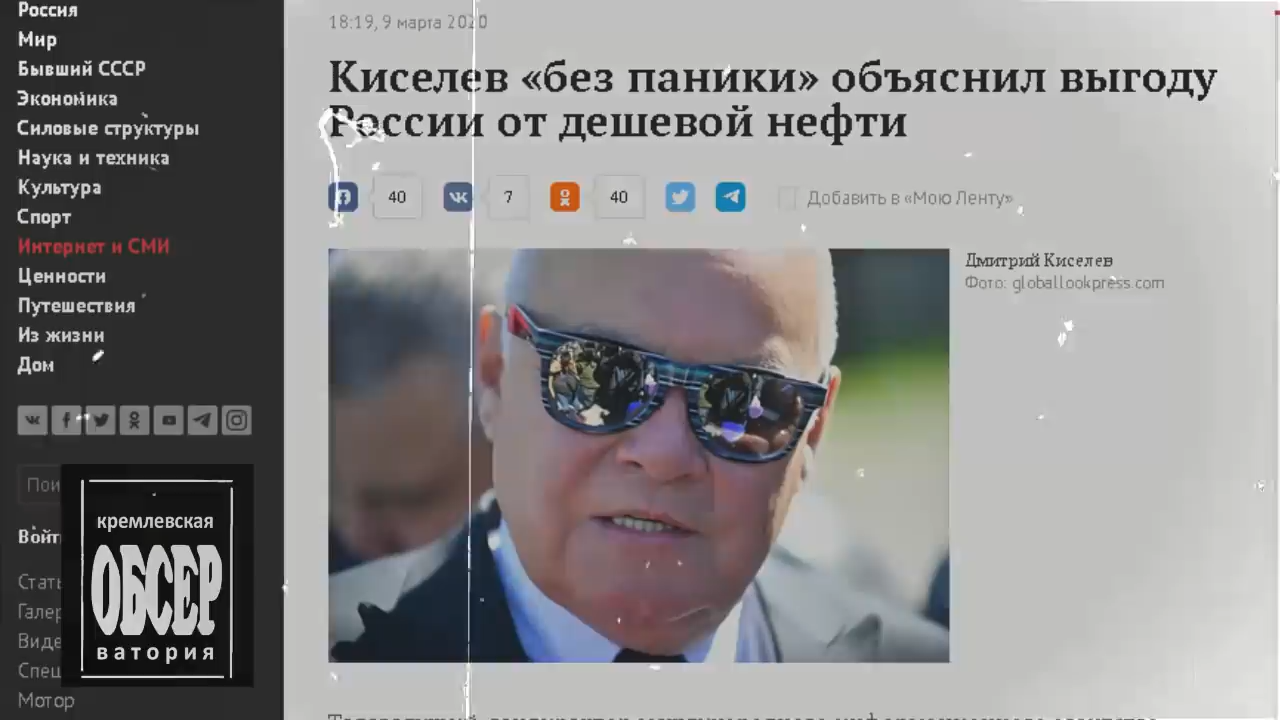 Россия
Мир
Бывший СССР
Экономика
Силовые структуры
Наука и техника
Культура
Спорт
Интернет и СМИ
Ценности
Путешествия
Из жизни
Дом
Мотор
кремлевская
ОБСЕР
ватория
18:19, 9 марта 2020
Киселев «без паники» объяснил выгоду
России от дешевой нефти
40
7
40
Добавить в «Мою Ленту»
Дмитрий Киселев
Фото: globallookpress.com